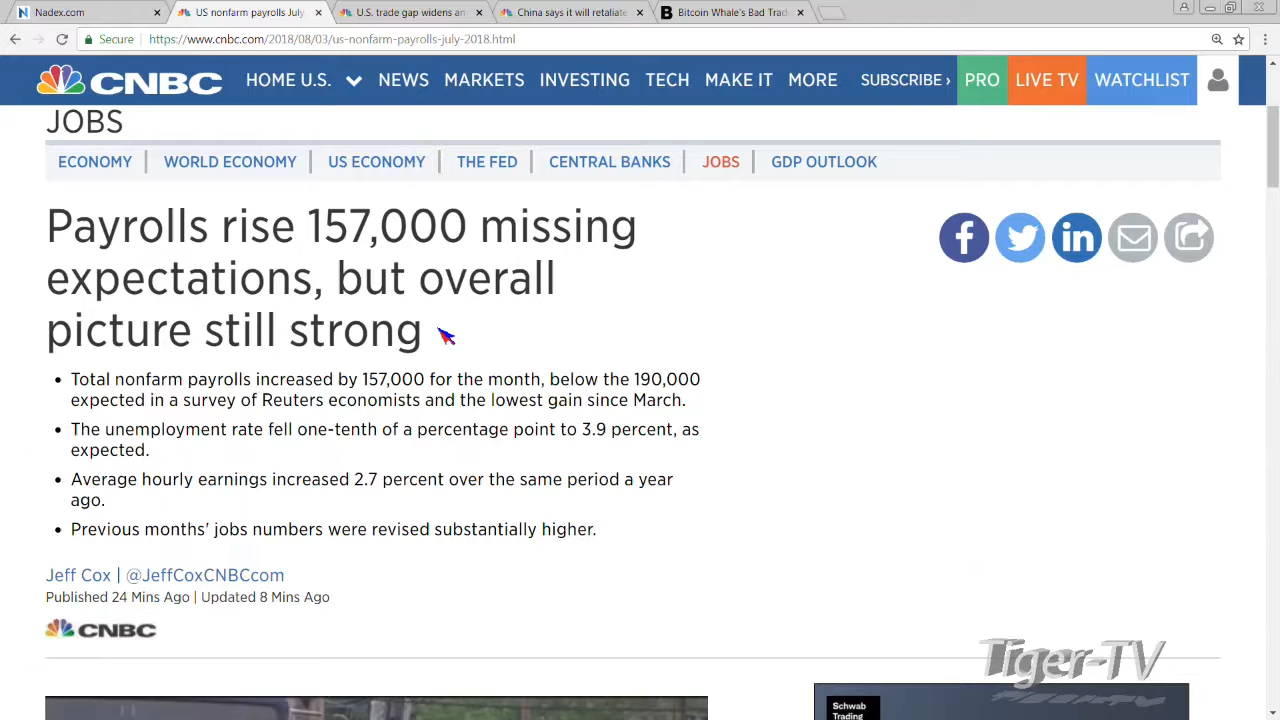 Nadex.com
US nonfarm payrolls July
U.S. trade gap widens an
China says it will retaliate
Bitcoin Whale's Bad Trad
Secure
https://www.cnbc.com/2018/08/03/us-nonfarm-payrolls-july-2018.html
CNBC
HOME U.S.
NEWS
MARKETS
INVESTING
TECH
MAKE IT
MORE
SUBSCRIBE ›
PRO
LIVE TV
WATCHLIST
JOBS
ECONOMY
WORLD ECONOMY
US ECONOMY
THE FED
CENTRAL BANKS
JOBS
GDP OUTLOOK
Payrolls rise 157,000 missing
expectations, but overall
picture still strong
Total nonfarm payrolls increased by 157,000 for the month, below the 190,000
expected in a survey of Reuters economists and the lowest gain since March.
The unemployment rate fell one-tenth of a percentage point to 3.9 percent, as
expected.
Average hourly earnings increased 2.7 percent over the same period a year
ago.
Previous months' jobs numbers were revised substantially higher.
Jeff Cox | @JeffCoxCNBCcom
Published 24 Mins Ago | Updated 8 Mins Ago
CNBC
Tiger-TV
Schwab
Trading